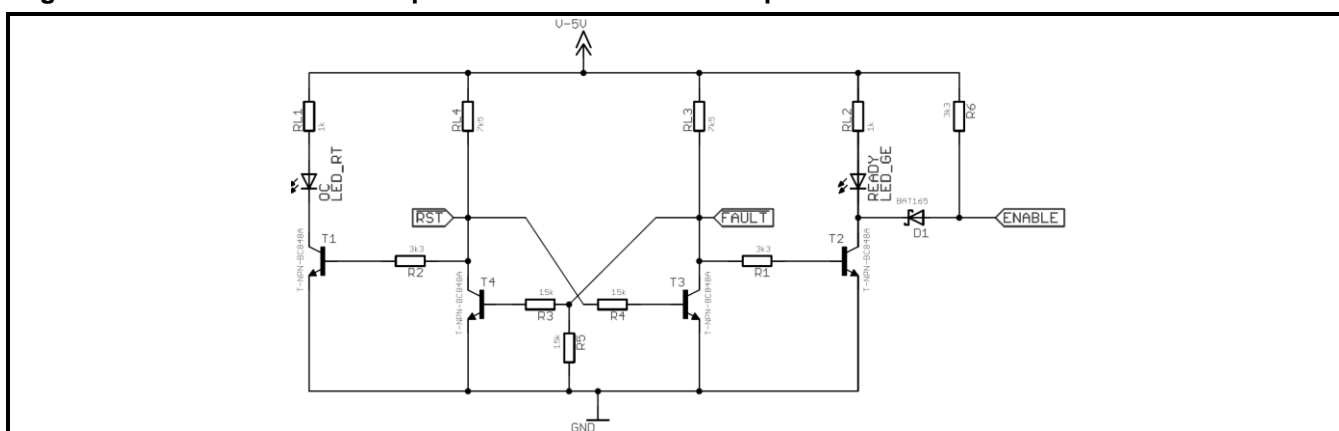 V-5V
RL1
1k
RL4
7k5
RL3
7k5
RL2
1k
3k3
R6
OC
LED_RT
READY
LED_GE
RST
FAULT
BAT165
D1
ENABLE
T1
T-NPN-BC848A
3k3
R2
T4
T-NPN-BC848A
15k
R3
15k
R4
15k
R5
T3
T-NPN-BC848A
3k3
R1
T2
T-NPN-BC848A
GND